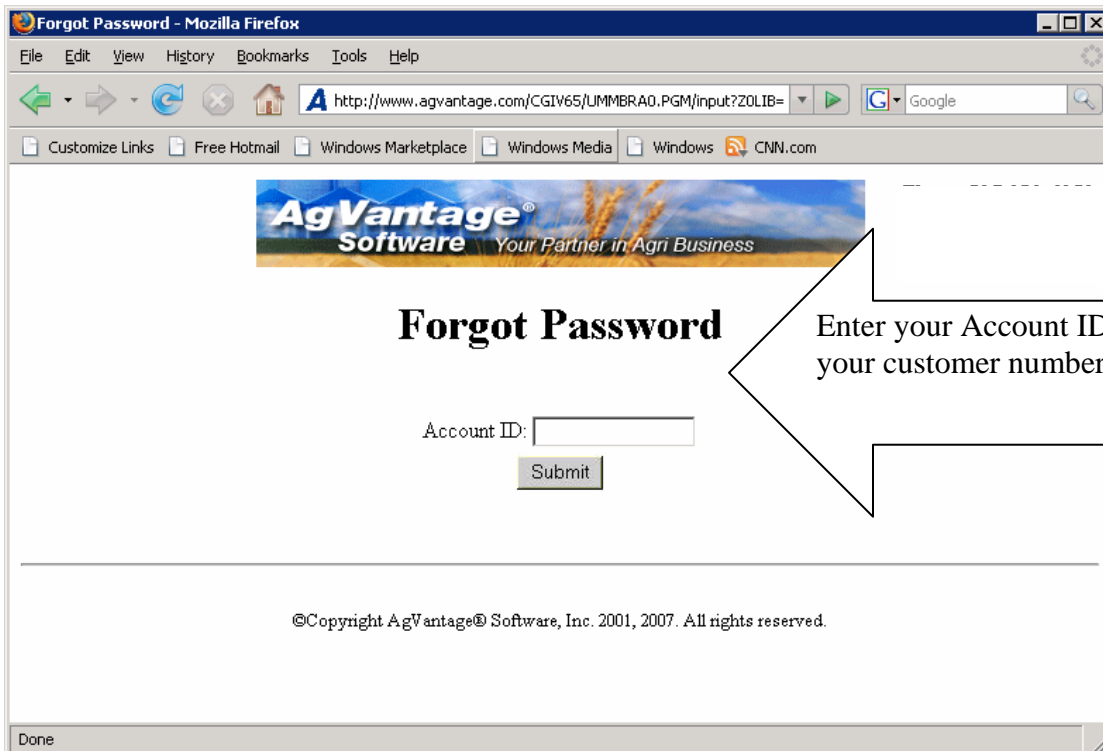 Forgot Password - Mozilla Firefox
File Edit View History Bookmarks Tools Help
http://www.agvantage.com/CGIV65/UMMBRA0.PGM/input?Z0LIB=
G Google
Customize Links Free Hotmail Windows Marketplace Windows Media Windows CNN.com
AgVantage®
Software Your Partner in Agri Business
Forgot Password
Enter your Account ID
your customer number
Account ID:
Submit
©Copyright AgVantage® Software, Inc. 2001, 2007. All rights reserved.
Done